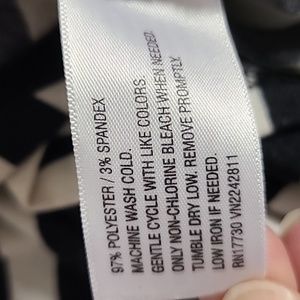 97% POLYESTER / 3% SPANDEX
MACHINE WASH COLD.
GENTLE CYCLE WITH LIKE COLORS.
ONLY NON-CHLORINE BLEACH WHEN NEEDED.
TUMBLE DRY LOW. REMOVE PROMPTLY.
LOW IRON IF NEEDED.
RN17730 VN2242811